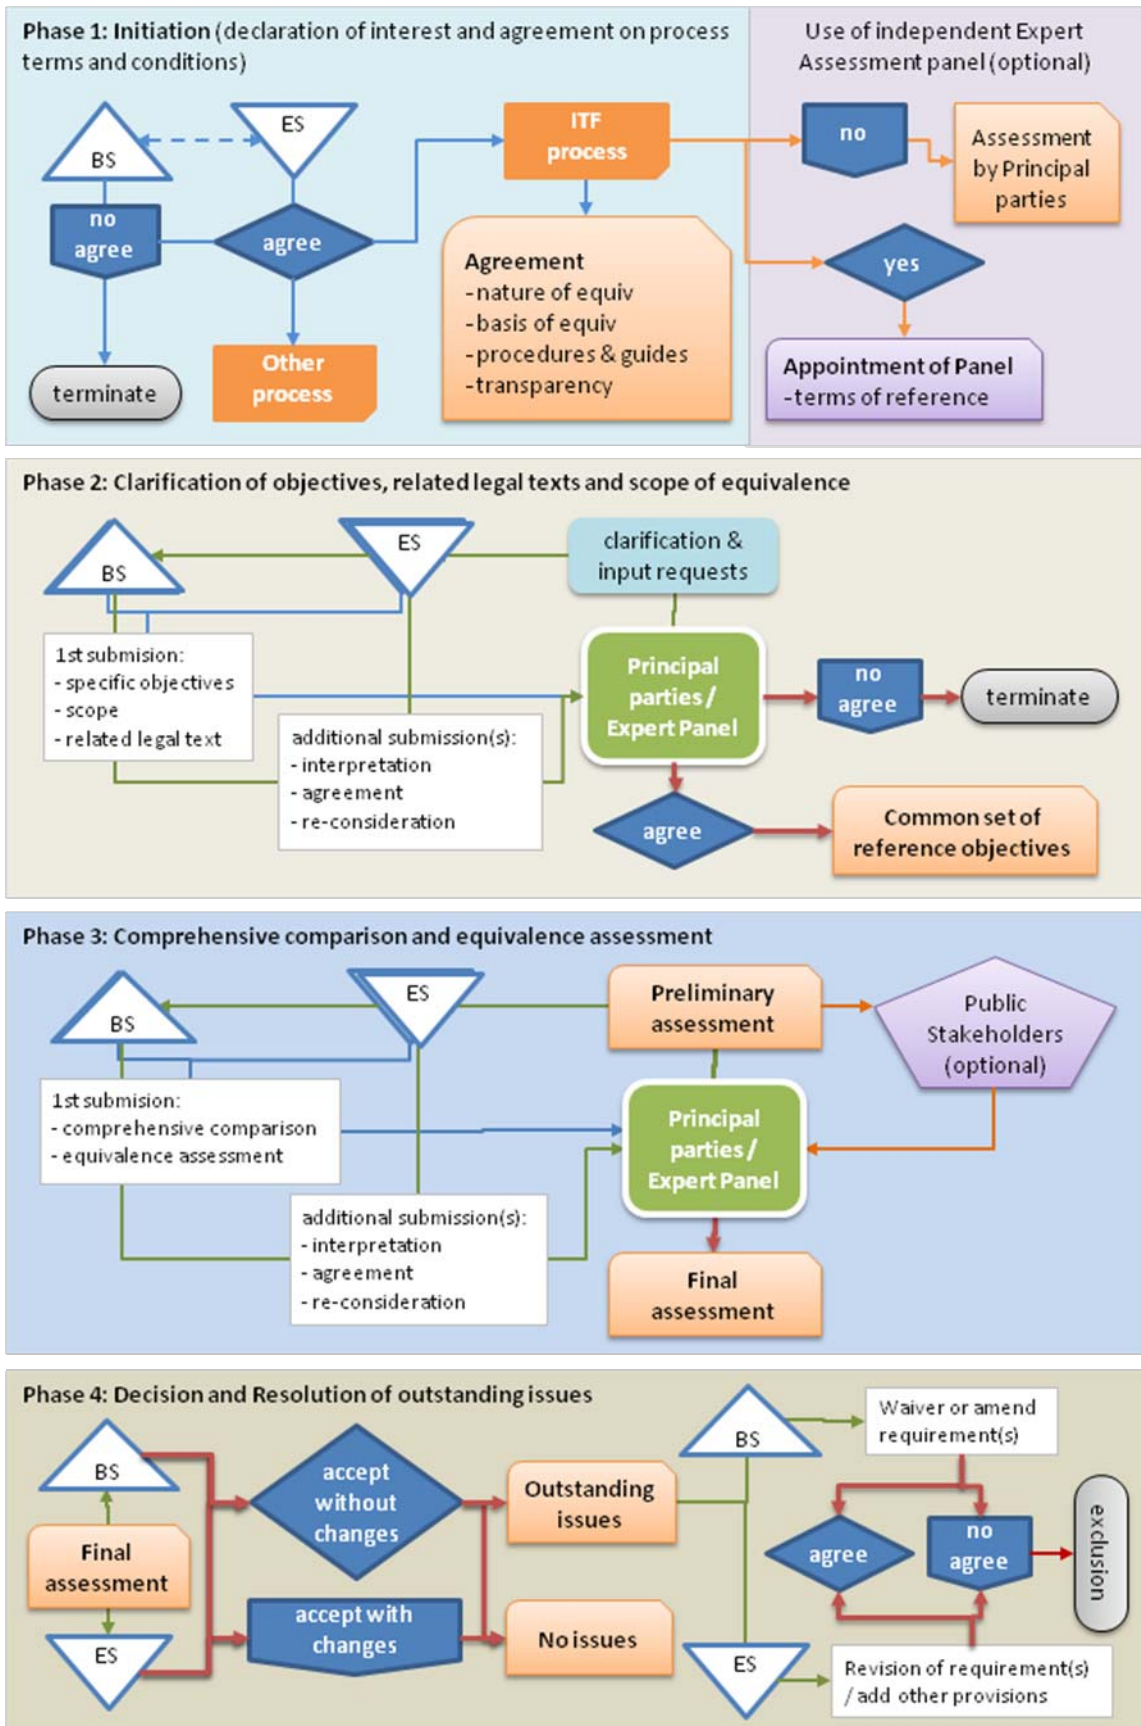 Phase 1: Initiation (declaration of interest and agreement on process
terms and conditions)
Use of independent Expert
Assessment panel (optional)
BS
ES
no
agree
agree
terminate
Other
process
ITF
process
Agreement
-nature of equiv
-basis of equiv
-procedures & guides
-transparency
no
Assessment
by Principal
parties
yes
Appointment of Panel
-terms of reference
Phase 2: Clarification of objectives, related legal texts and scope of equivalence
BS
ES
clarification &
input requests
1st submision:
- specific objectives
- scope
- related legal text
additional submission(s):
- interpretation
- agreement
- re-consideration
Principal
parties /
Expert Panel
no
agree
terminate
agree
Common set of
reference objectives
Phase 3: Comprehensive comparison and equivalence assessment
BS
ES
Preliminary
assessment
Public
Stakeholders
(optional)
1st submision:
- comprehensive comparison
- equivalence assessment
additional submission(s):
- interpretation
- agreement
- re-consideration
Principal
parties /
Expert Panel
Final
assessment
Phase 4: Decision and Resolution of outstanding issues
BS
Final
assessment
ES
accept
without
changes
accept with
changes
Outstanding
issues
No issues
BS
ES
Waiver or amend
requirement(s)
agree
no
agree
exclusion
Revision of requirement(s)
/ add other provisions